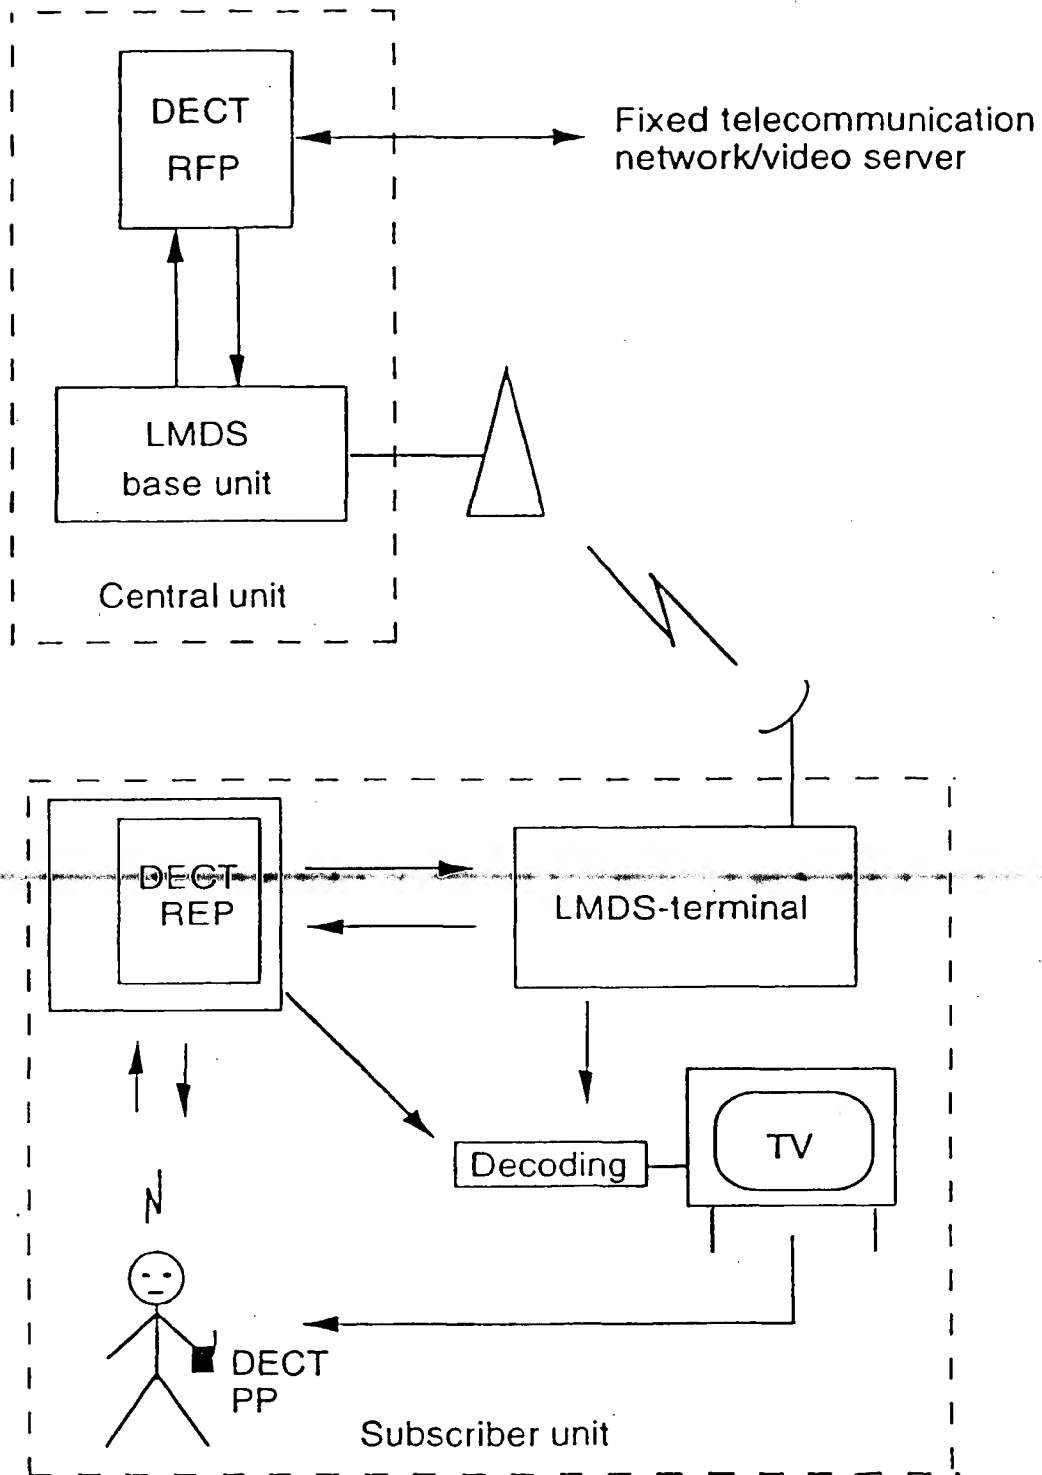 DECT
RFP
Fixed telecommunication
network/video server
LMDS
base unit
Central unit
DECT
REP
LMDS-terminal
Decoding
TV
DECT
PP
Subscriber unit